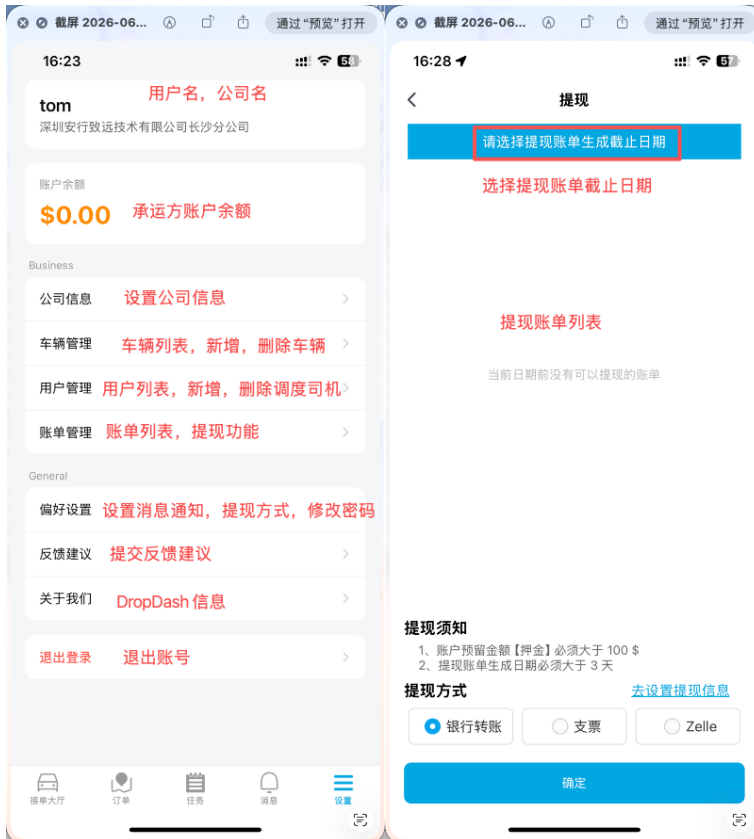 截屏 2026-06...
通过“预览”打开
16:23
58
用户名，公司名
tom
深圳安行致远技术有限公司长沙分公司
账户余额
$0.00
承运方账户余额
Business
公司信息
设置公司信息
车辆管理
车辆列表，新增，删除车辆
用户管理
用户列表，新增，删除调度司机
账单管理
账单列表，提现功能
General
偏好设置
设置消息通知，提现方式，修改密码
反馈建议
提交反馈建议
关于我们
DropDash 信息
退出登录
退出账号
接单大厅
订单
任务
消息
设置
截屏 2026-06...
通过“预览”打开
16:28
57
提现
请选择提现账单生成截止日期
选择提现账单截止日期
提现账单列表
当前日期前没有可以提现的账单
提现须知
1、账户预留金额【押金】必须大于 100 $
2、提现账单生成日期必须大于 3 天
提现方式
去设置提现信息
银行转账
支票
Zelle
确定